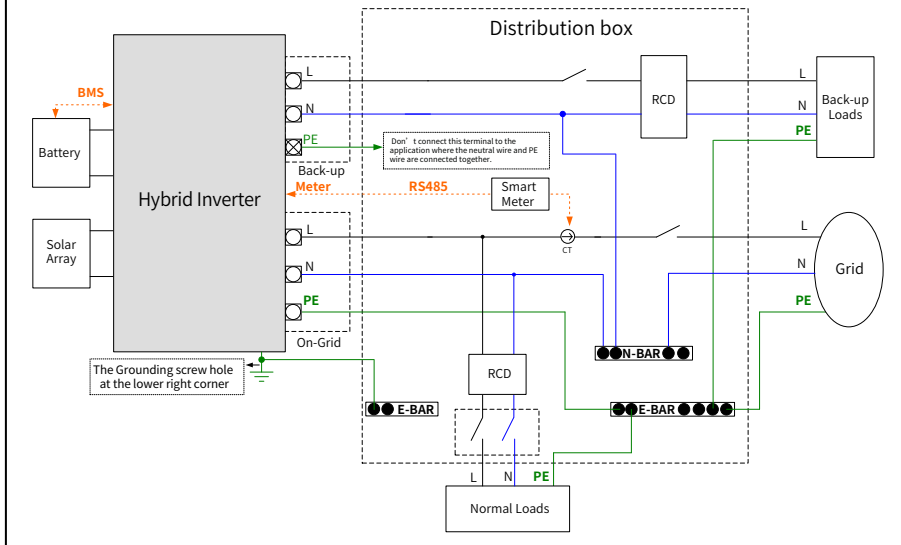 Distribution box
L
BMS
N
RCD
L
N
PE
Back-up
Loads
Battery
PE
Don’t connect this terminal to the
application where the neutral wire and PE
wire are connected together.
Back-up
Meter
RS485
Smart
Meter
Hybrid Inverter
Solar
Array
L
CT
L
N
N
Grid
PE
PE
On-Grid
N-BAR
The Grounding screw hole
at the lower right corner
RCD
E-BAR
E-BAR
L
N
PE
Normal Loads